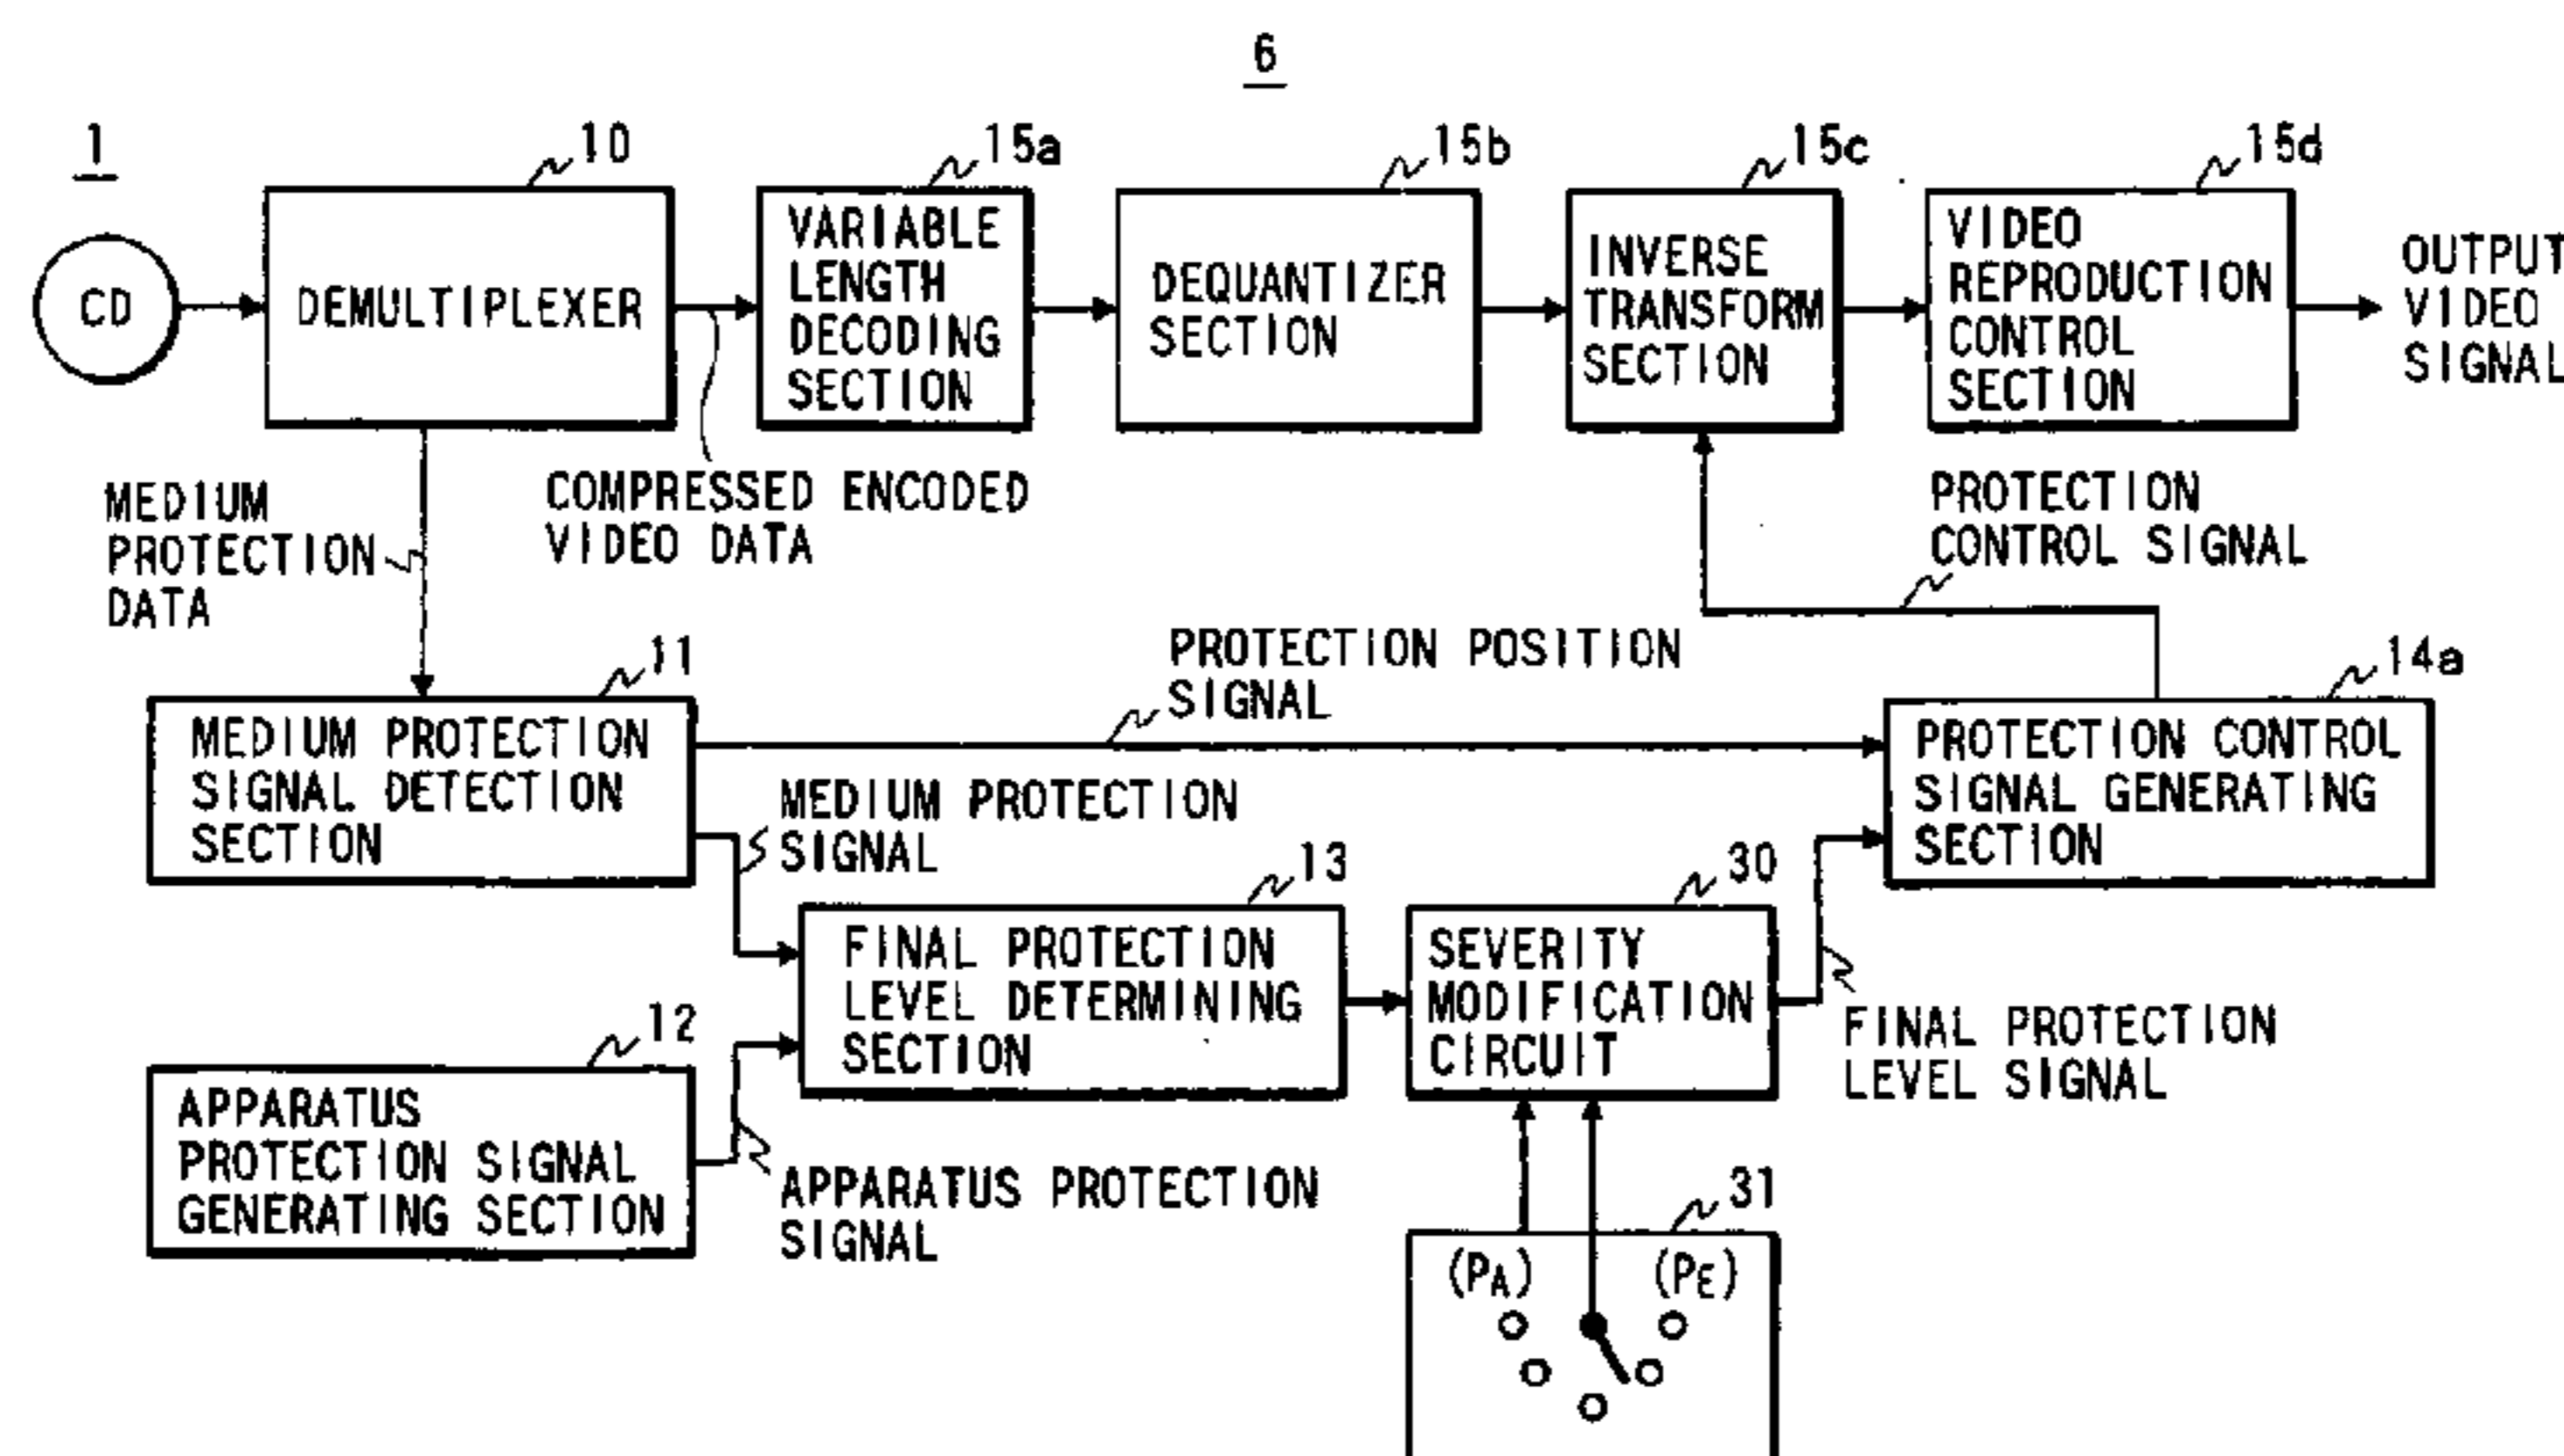 6
1
10
15a
15b
15c
15d
CD
DEMULTIPLEXER
VARIABLE
LENGTH
DECODING
SECTION
DEQUANTIZER
SECTION
INVERSE
TRANSFORM
SECTION
VIDEO
REPRODUCTION
CONTROL
SECTION
OUTPUT
VIDEO
SIGNAL
MEDIUM
PROTECTION
DATA
COMPRESSED ENCODED
VIDEO DATA
PROTECTION
CONTROL SIGNAL
11
PROTECTION POSITION
SIGNAL
14a
MEDIUM PROTECTION
SIGNAL DETECTION
SECTION
MEDIUM PROTECTION
SIGNAL
PROTECTION CONTROL
SIGNAL GENERATING
SECTION
13
30
FINAL PROTECTION
LEVEL DETERMINING
SECTION
SEVERITY
MODIFICATION
CIRCUIT
FINAL PROTECTION
LEVEL SIGNAL
12
APPARATUS
PROTECTION SIGNAL
GENERATING SECTION
APPARATUS PROTECTION
SIGNAL
31
(PA)
(PE)